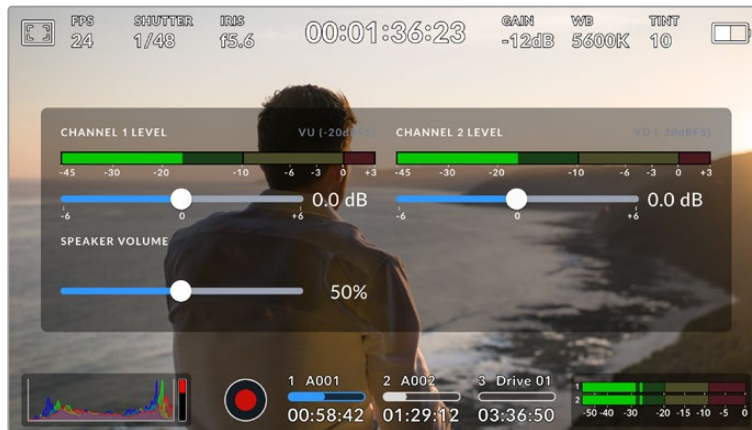 FPS SHUTTER IRIS 00:01:36:23 GAIN WB TINT
24 1/48 f5.6 -12dB 5600K 10
CHANNEL 1 LEVEL VU (-20dBFS) CHANNEL 2 LEVEL VU (-20dBFS)
-45 -30 -20 -10 -6 -3 0 +3 -45 -30 -20 -10 -6 -3 0 +3
0.0 dB 0.0 dB
-6 0 +6 -6 0 +6
SPEAKER VOLUME
50%
1 A001 2 A002 3 Drive 01
00:58:42 01:29:12 03:36:50
1
2
-50 -40 -30 -20 -15 -10 -5 0